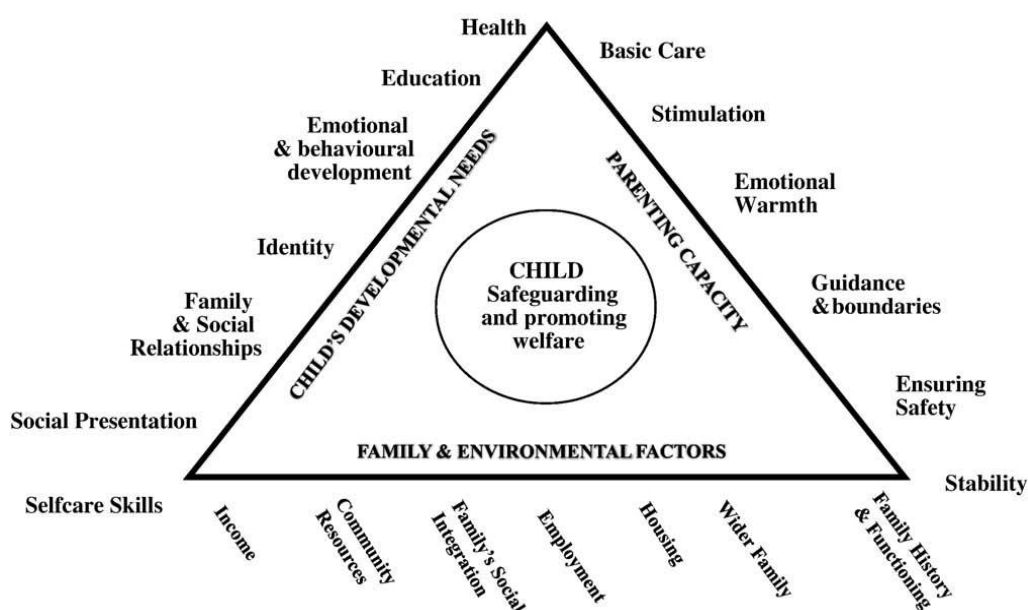 Health
Education
Emotional
& behavioural
development
Identity
Family
& Social
Relationships
Social Presentation
Selfcare Skills
CHILD'S DEVELOPMENTAL NEEDS
Basic Care
Stimulation
Emotional
Warmth
Guidance
& boundaries
Ensuring
Safety
Stability
PARENTING CAPACITY
CHILD
Safeguarding
and promoting
welfare
FAMILY & ENVIRONMENTAL FACTORS
Income
Community
Resources
Family's Social
Integration
Employment
Housing
Wider Family
Family History
& Functioning